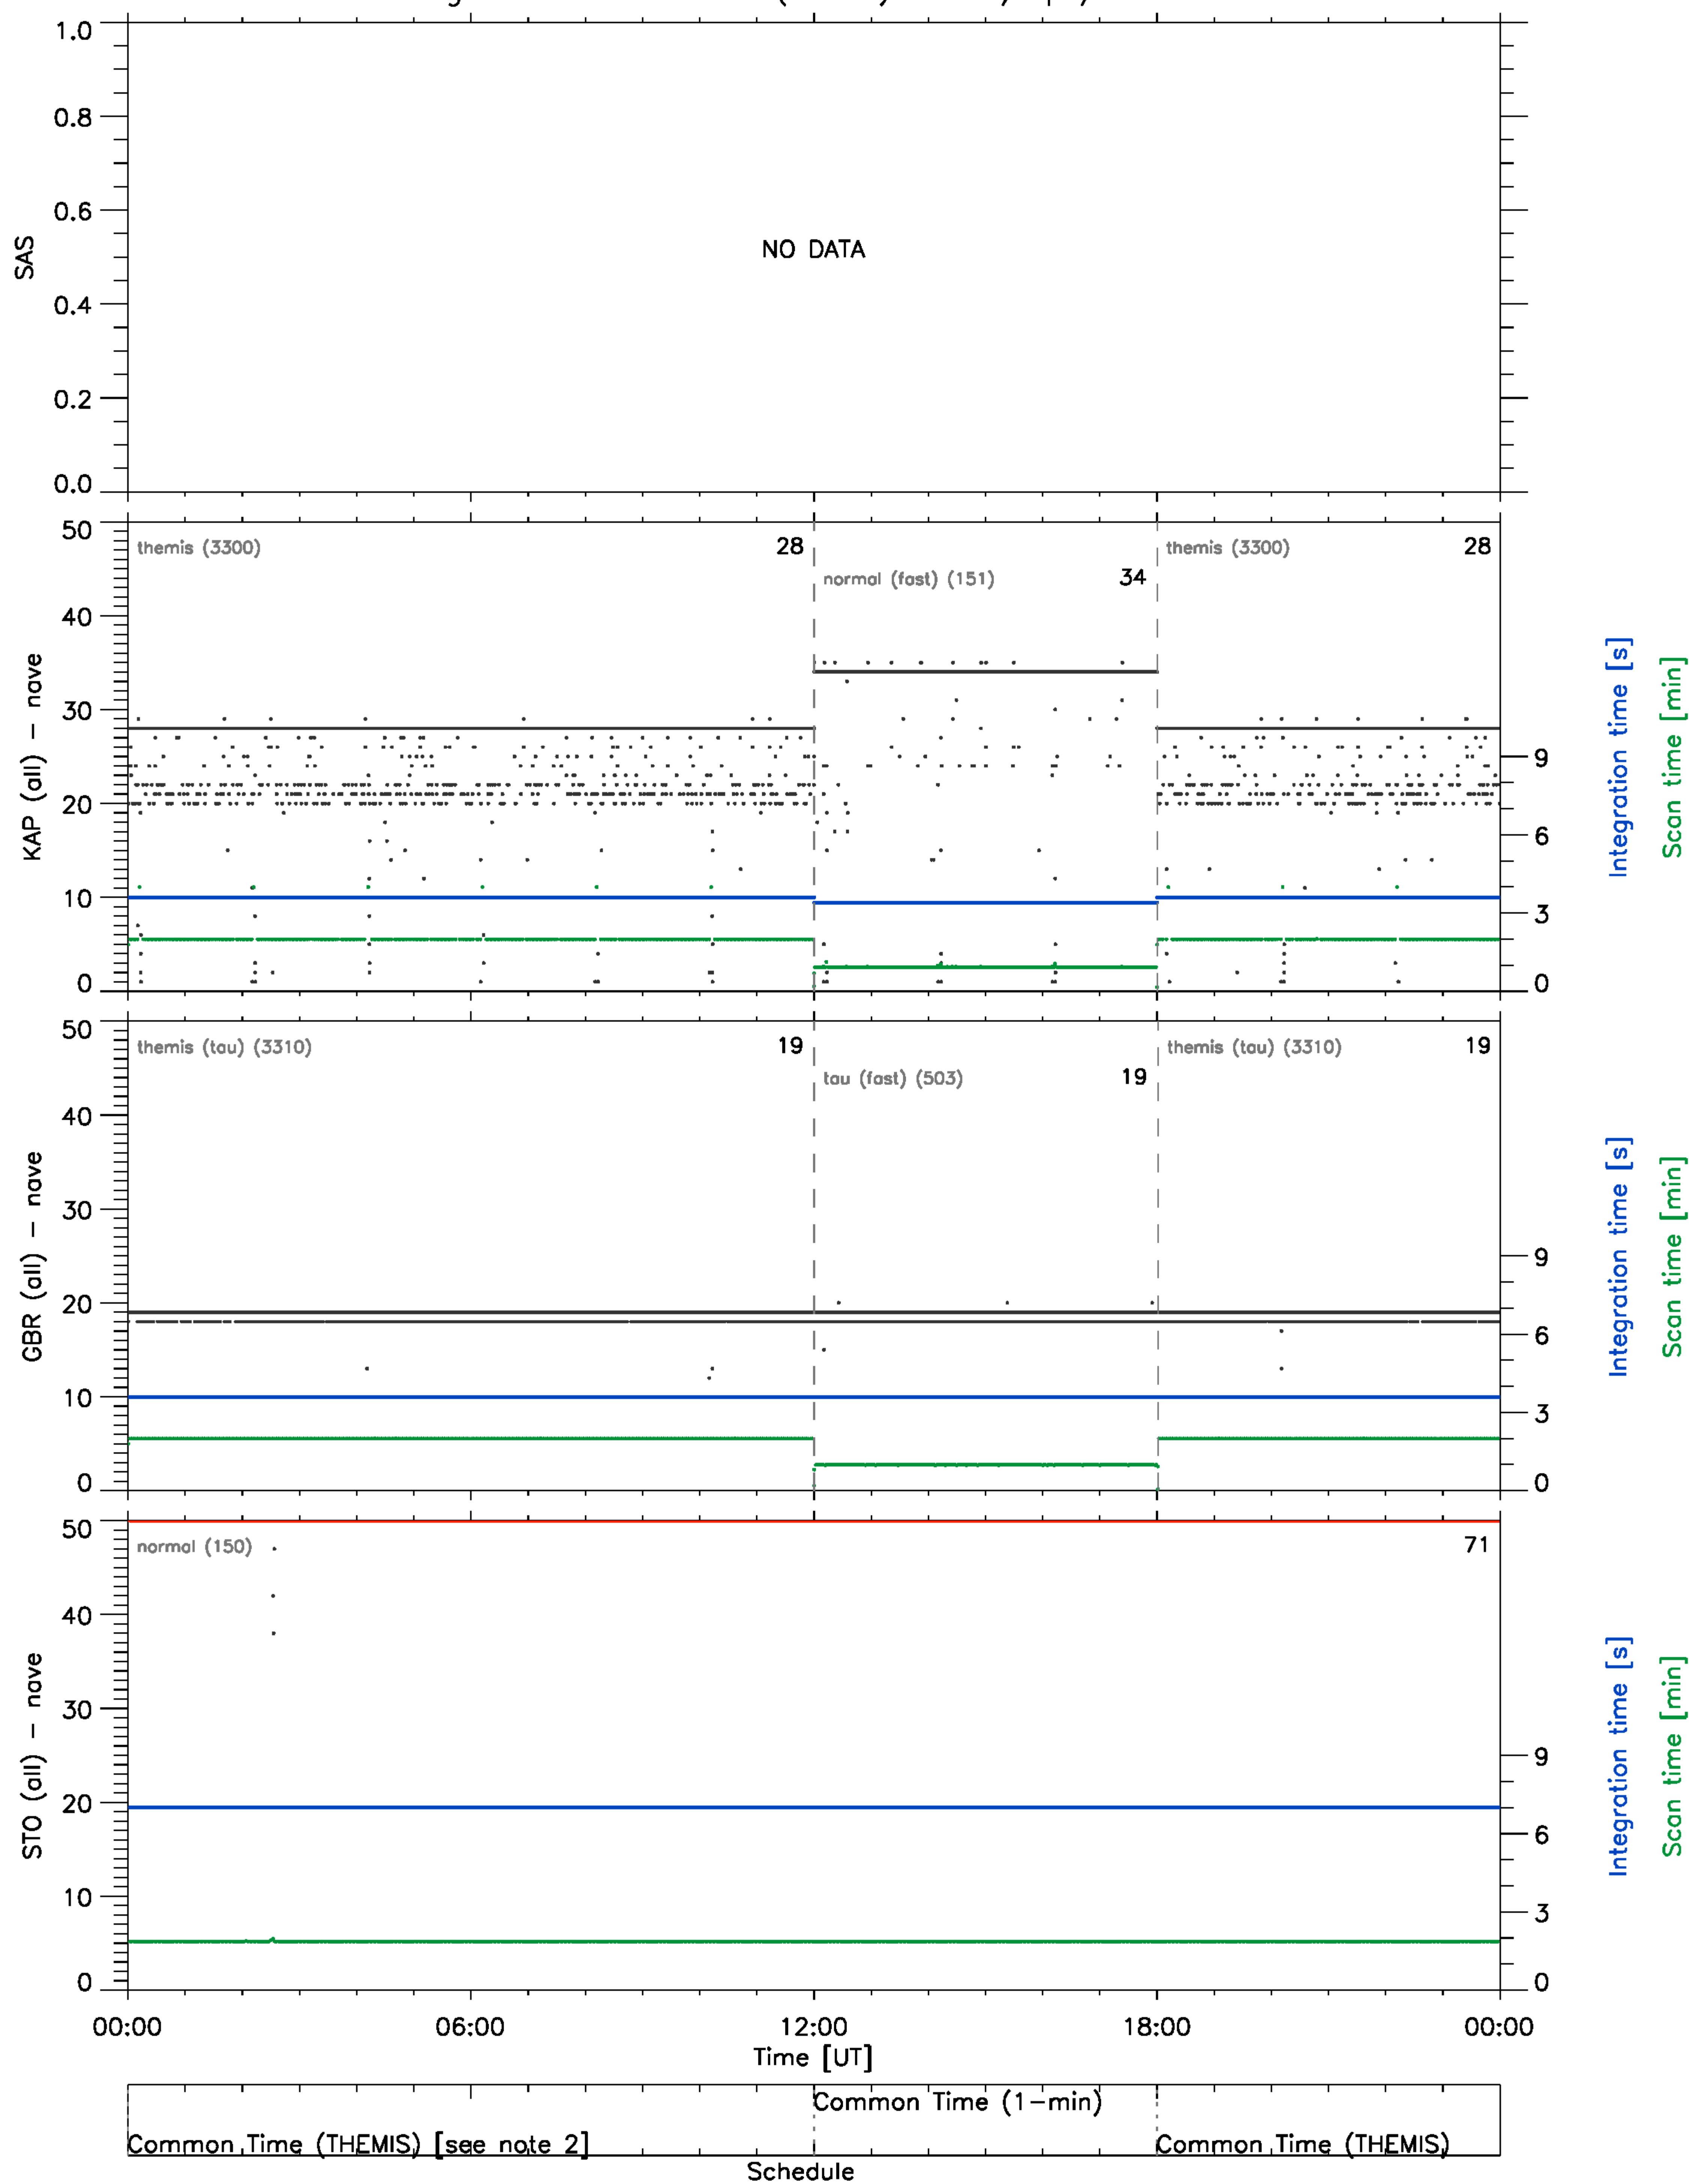 1.0
0.8
0.6
0.4
0.2
0.0
SAS
NO DATA
50
40
30
20
10
0
KAP (all) – nave
themis (3300)
28
normal (fast) (151)
34
themis (3300)
28
9
6
3
0
Integration time [s]
Scan time [min]
50
40
30
20
10
0
GBR (all) – nave
themis (tau) (3310)
19
tau (fast) (503)
19
themis (tau) (3310)
19
9
6
3
0
Integration time [s]
Scan time [min]
50
40
30
20
10
0
STO (all) – nave
normal (150)
71
9
6
3
0
Integration time [s]
Scan time [min]
00:00 06:00 12:00 18:00 00:00
Time [UT]
Common Time (1–min)
Common Time (THEMIS) [see note 2]
Common Time (THEMIS)
Schedule